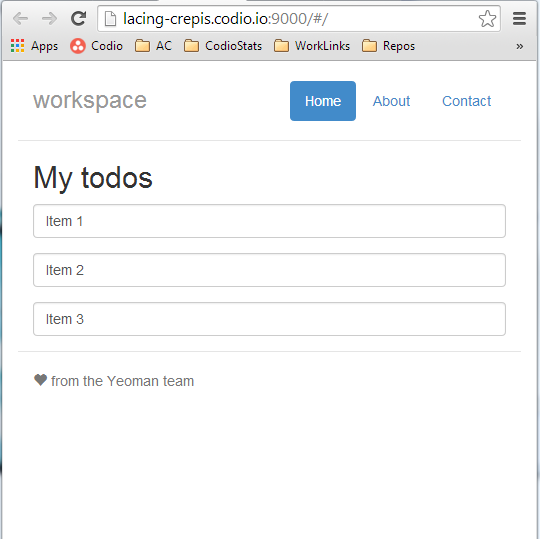 lacing-crepis.codio.io:9000/#/
Apps Codio AC CodioStats WorkLinks Repos »
workspace Home About Contact
My todos
Item 1
Item 2
Item 3
♥ from the Yeoman team